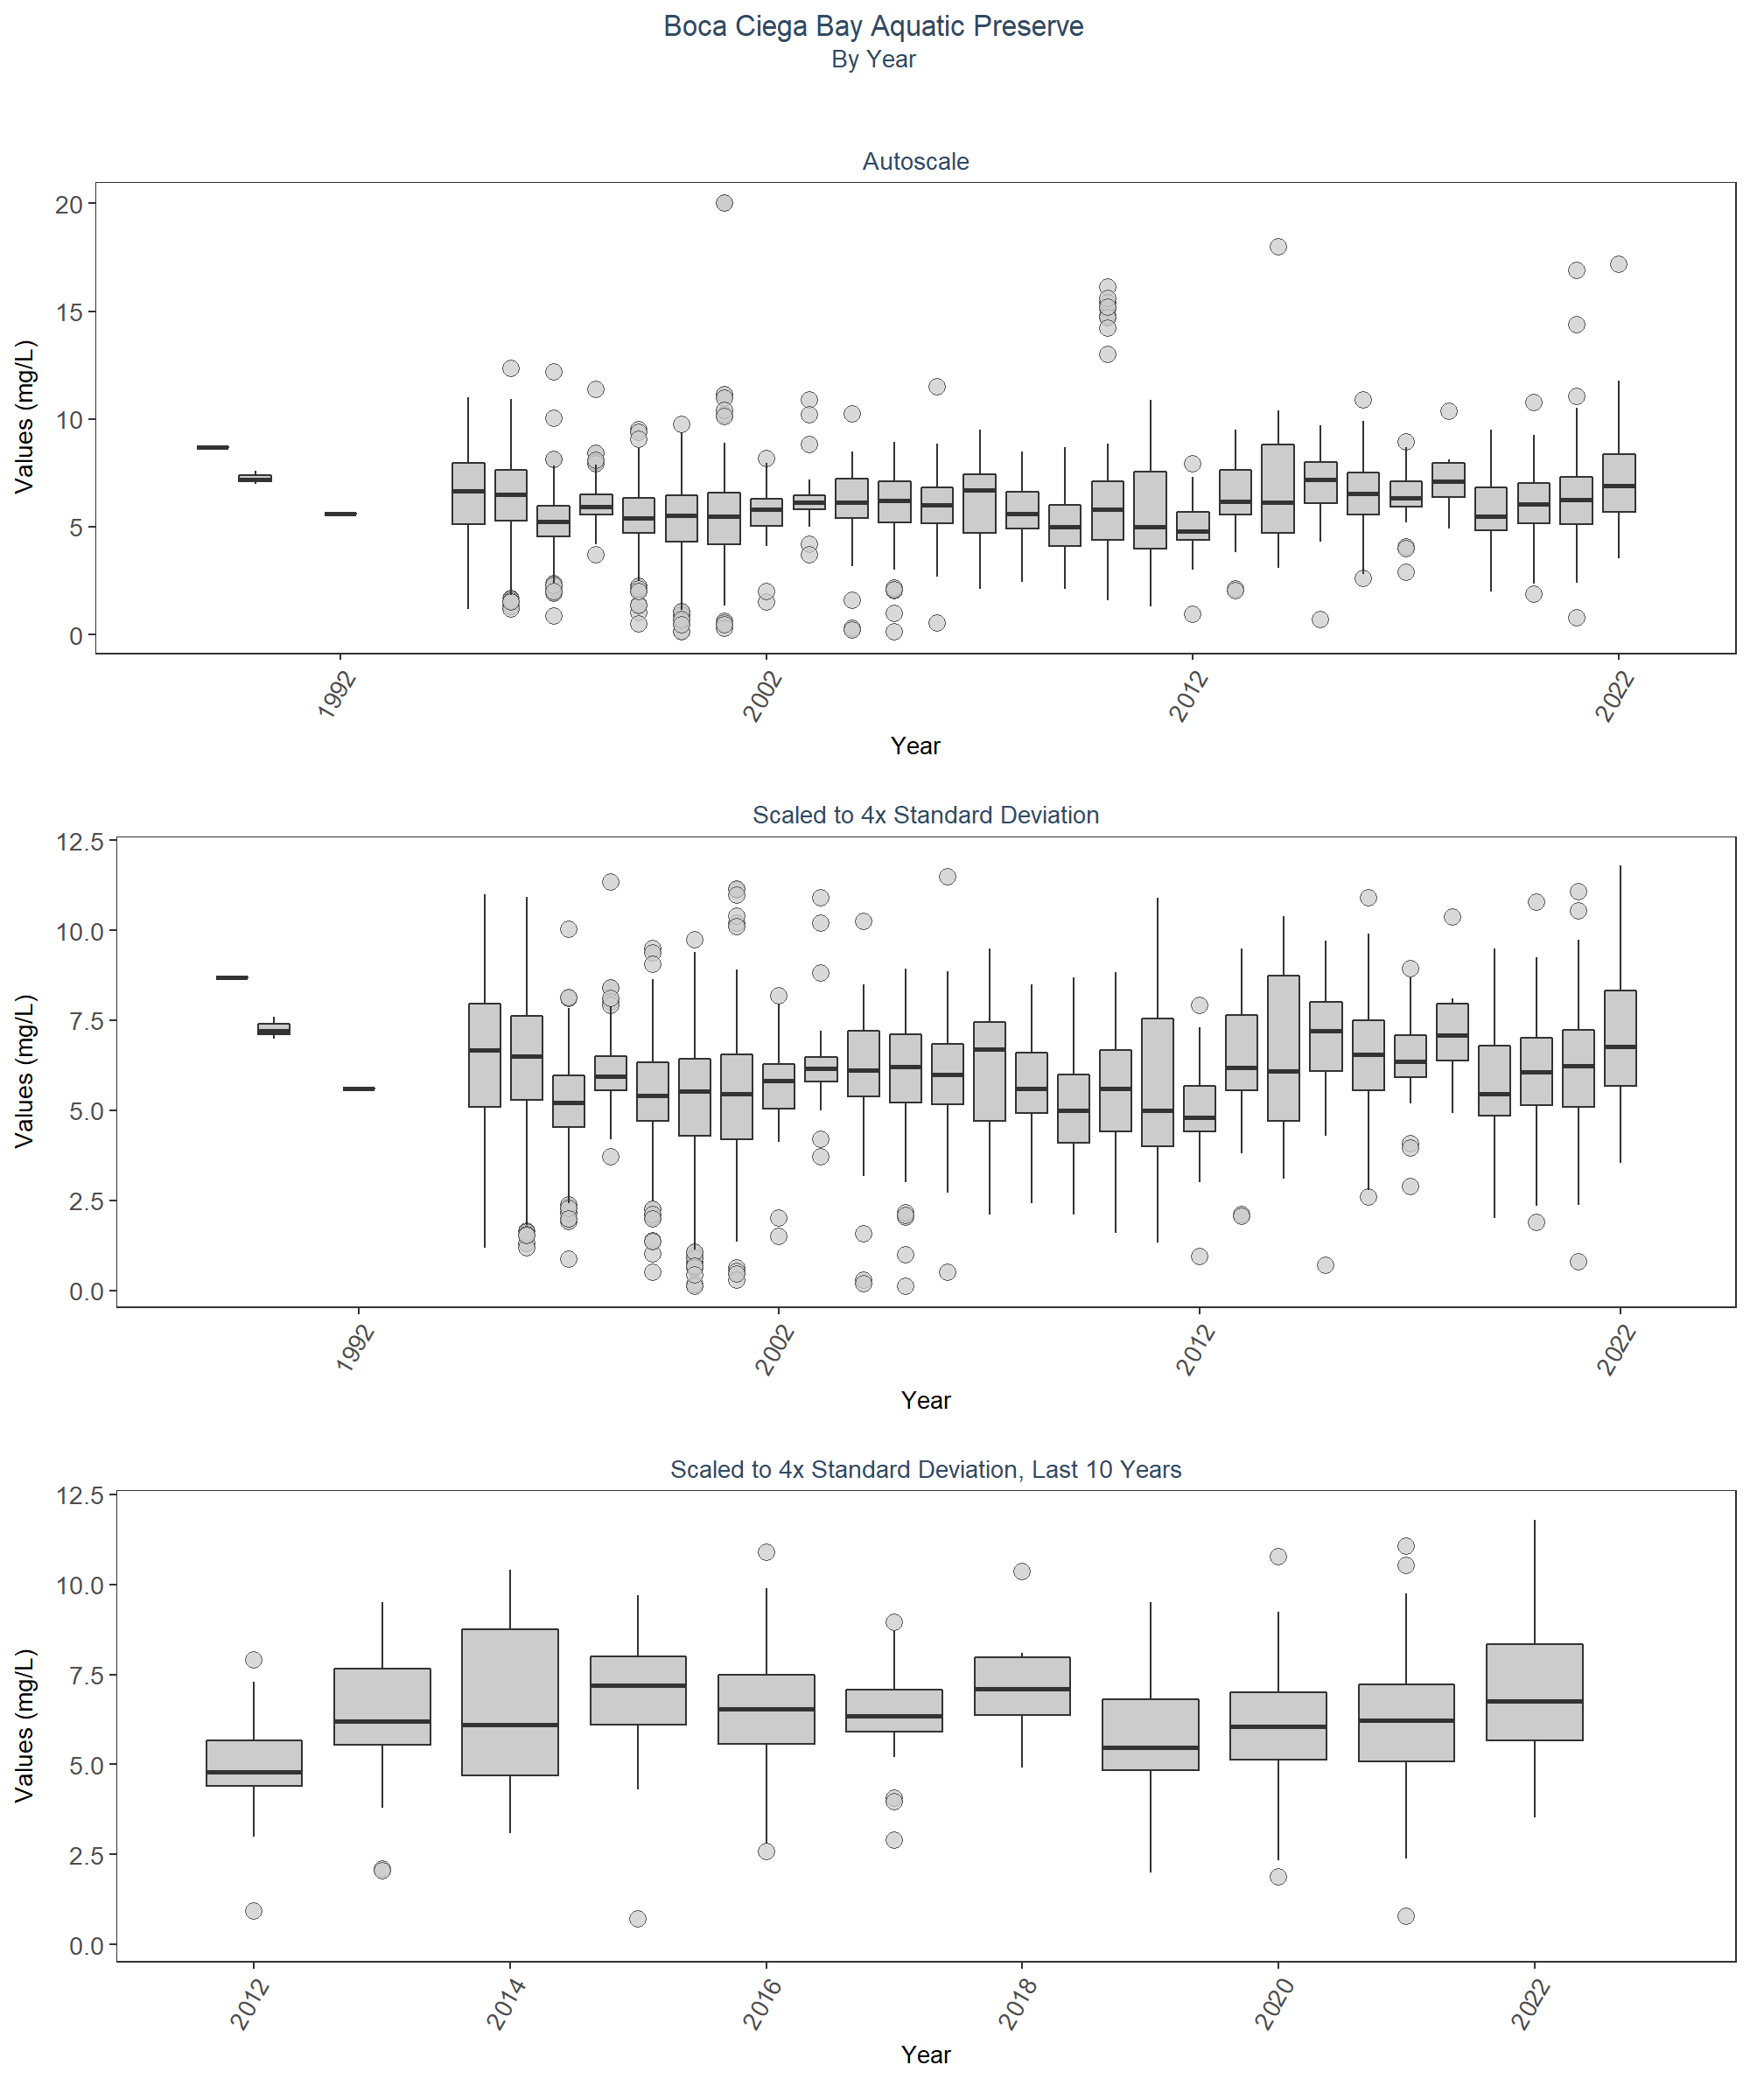 Boca Ciega Bay Aquatic Preserve
By Year
Autoscale
Values (mg/L)
20
15
10
5
0
1992
2002
2012
2022
Year
Scaled to 4x Standard Deviation
Values (mg/L)
12.5
10.0
7.5
5.0
2.5
0.0
1992
2002
2012
2022
Year
Scaled to 4x Standard Deviation, Last 10 Years
Values (mg/L)
12.5
10.0
7.5
5.0
2.5
0.0
2012
2014
2016
2018
2020
2022
Year